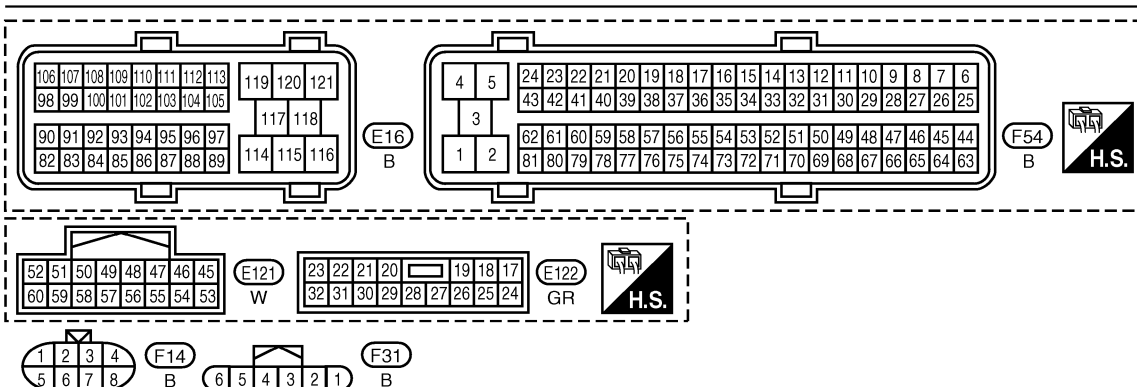 106 107 108 109 110 111 112 113 119 120 121
98 99 100 101 102 103 104 105
117 118
90 91 92 93 94 95 96 97
82 83 84 85 86 87 88 89 114 115 116
E16
B
4 5 24 23 22 21 20 19 18 17 16 15 14 13 12 11 10 9 8 7 6
43 42 41 40 39 38 37 36 35 34 33 32 31 30 29 28 27 26 25
3
62 61 60 59 58 57 56 55 54 53 52 51 50 49 48 47 46 45 44
1 2 81 80 79 78 77 76 75 74 73 72 71 70 69 68 67 66 65 64 63
F54
B
H.S.
52 51 50 49 48 47 46 45
60 59 58 57 56 55 54 53
E121
W
23 22 21 20 19 18 17
32 31 30 29 28 27 26 25 24
E122
GR
H.S.
1 2 3 4
5 6 7 8
F14
B
6 5 4 3 2 1
F31
B